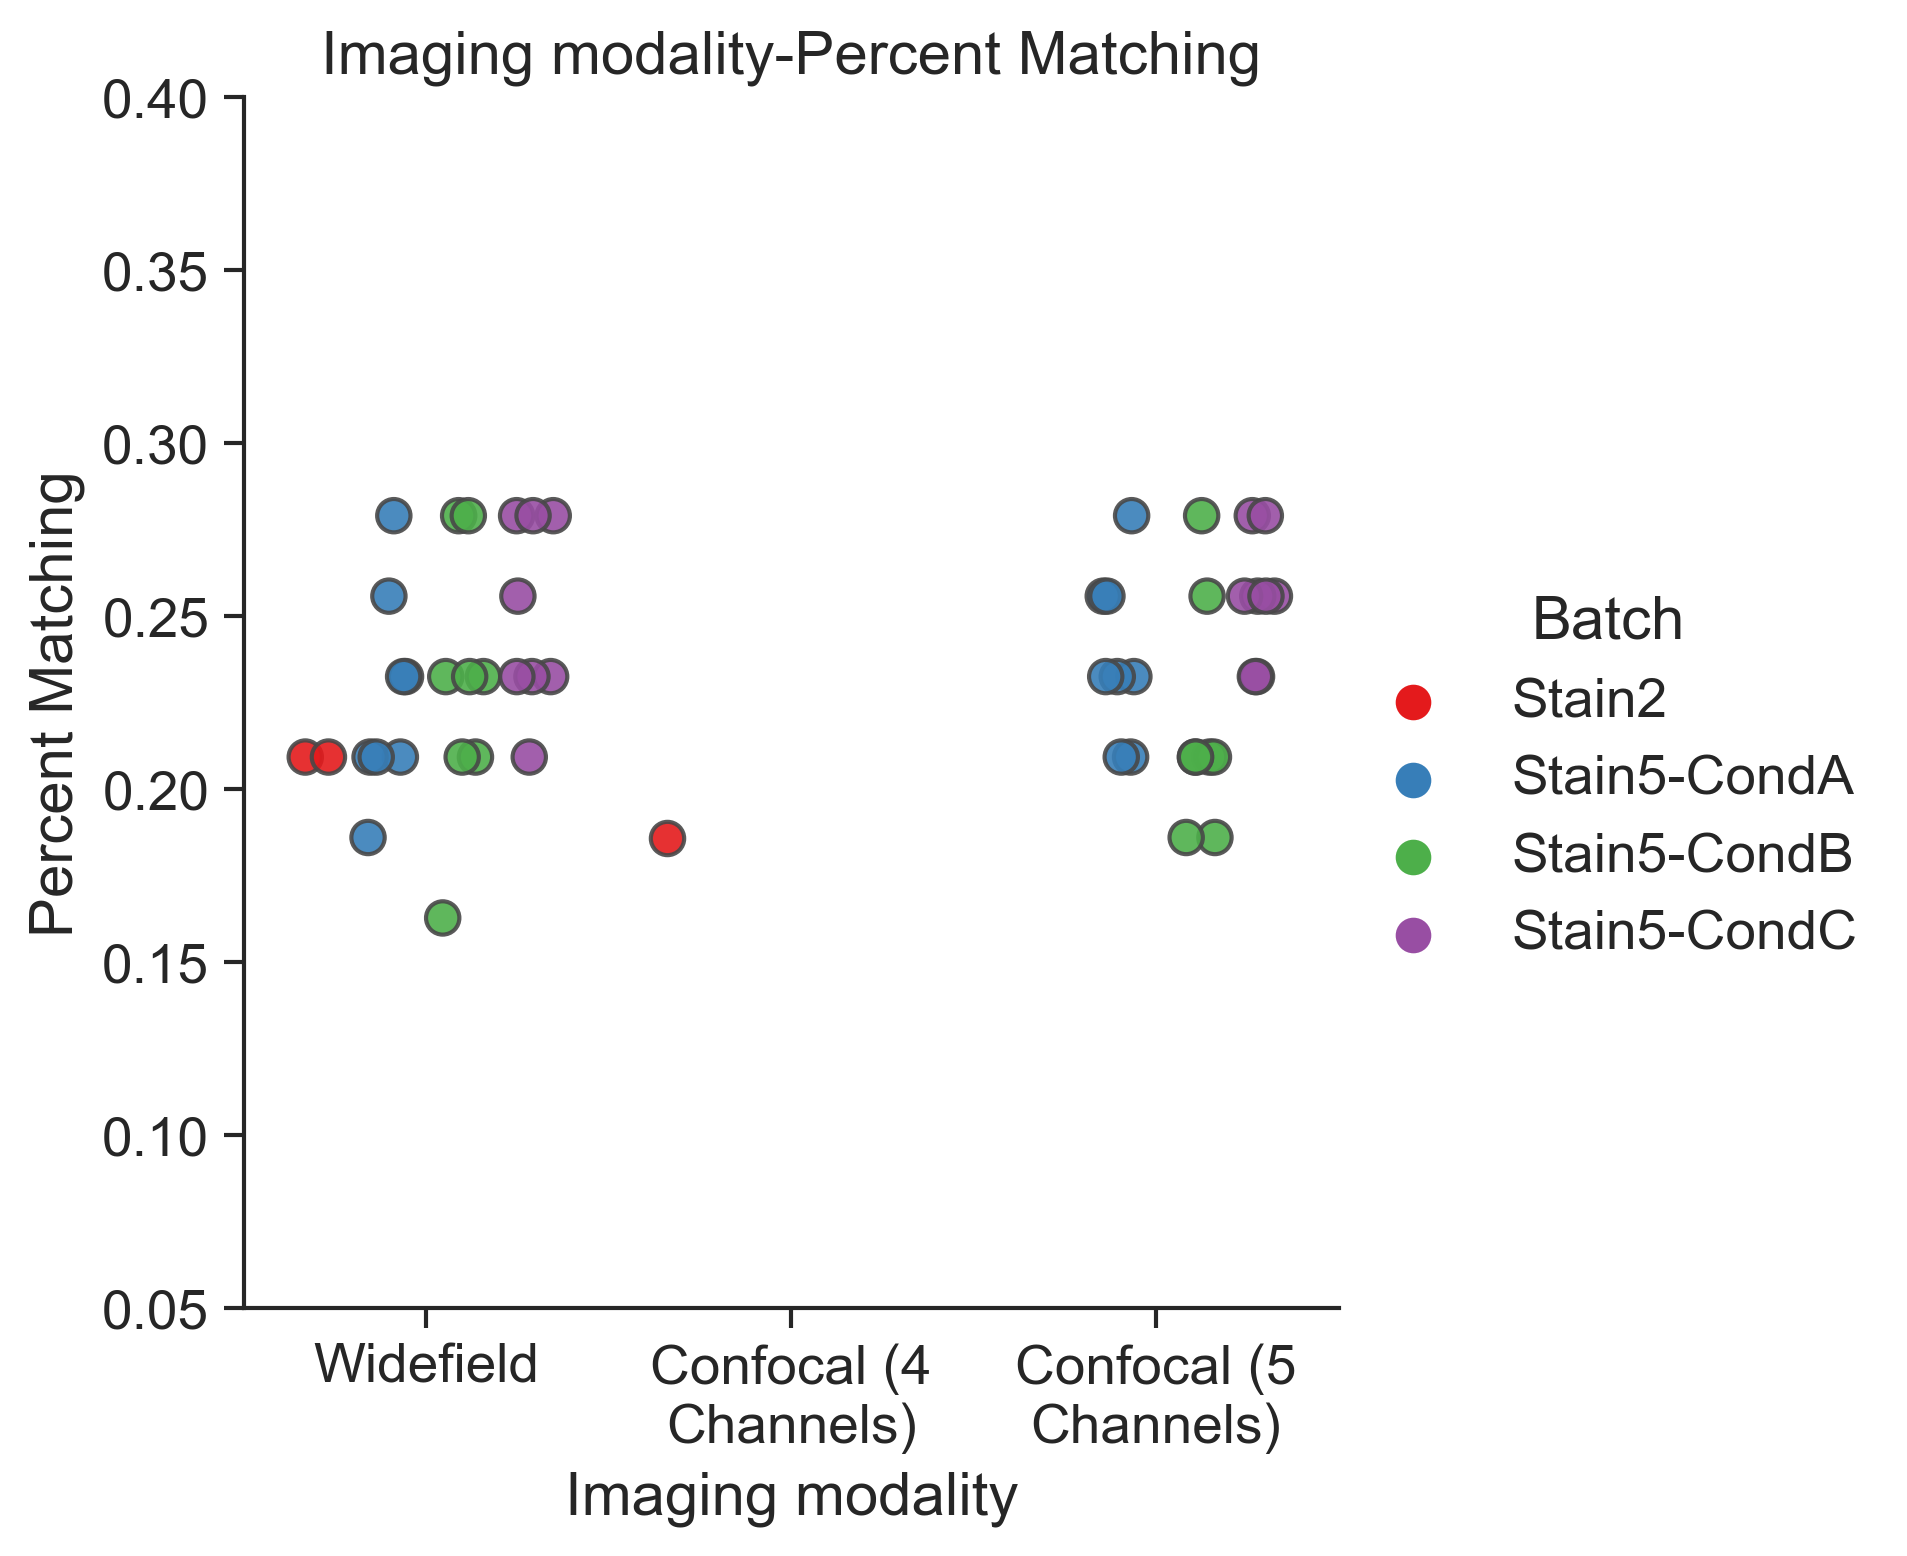 Imaging modality-Percent Matching
0.40
0.35
0.30
0.25
0.20
0.15
0.10
0.05
Percent Matching
Widefield
Confocal (4
Channels)
Confocal (5
Channels)
Imaging modality
Batch
Stain2
Stain5-CondA
Stain5-CondB
Stain5-CondC